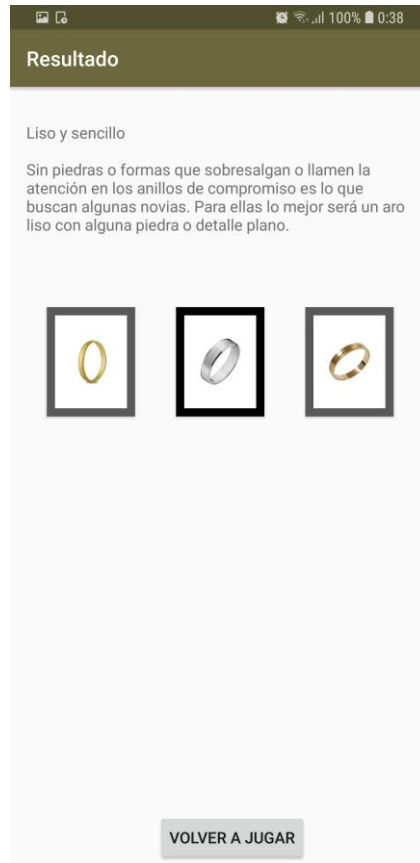 100% 0:38
Resultado
Liso y sencillo
Sin piedras o formas que sobresalgan o llamen la
atención en los anillos de compromiso es lo que
buscan algunas novias. Para ellas lo mejor será un aro
liso con alguna piedra o detalle plano.
VOLVER A JUGAR